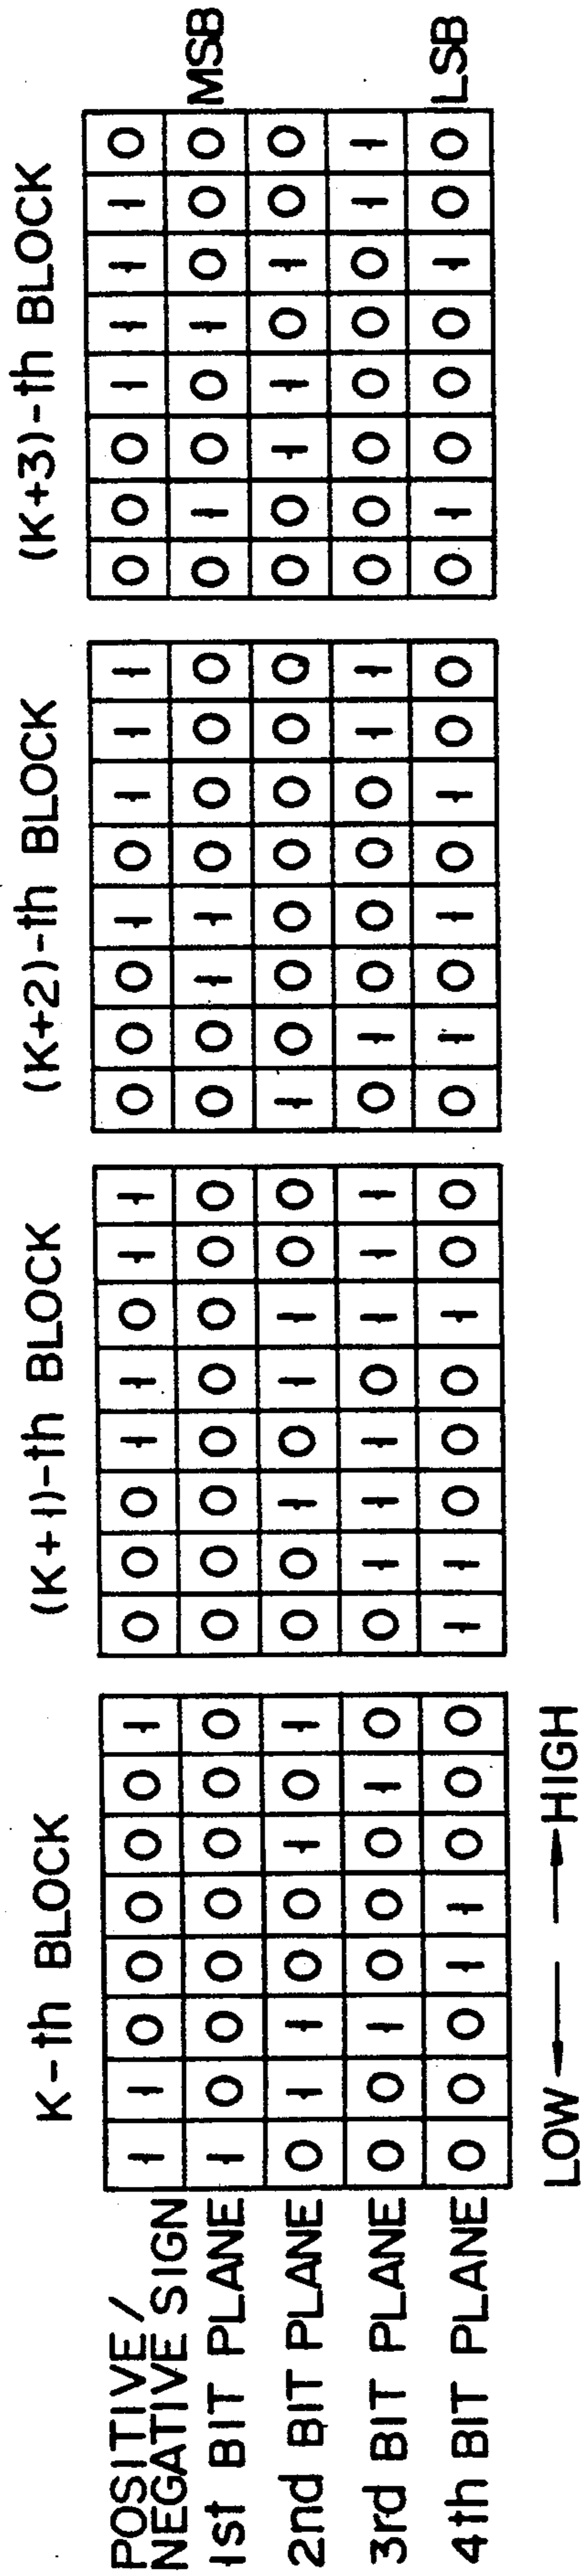 K-th BLOCK (K+1)-th BLOCK (K+2)-th BLOCK (K+3)-th BLOCK
POSITIVE/
NEGATIVE SIGN 1 1 0 0 0 0 0 1 0 0 0 1 1 0 1 1 0 0 0 1 0 1 1 1 0 0 0 1 1 1 1 0
1st BIT PLANE 1 0 0 0 0 0 0 0 0 0 0 0 0 0 0 0 0 0 1 1 0 0 0 0 0 1 0 0 1 0 0 0 MSB
2nd BIT PLANE 0 1 1 0 0 1 0 1 0 0 1 0 1 1 0 0 1 0 0 0 0 0 0 0 0 0 1 1 0 1 0 0
3rd BIT PLANE 0 0 1 0 0 0 1 0 0 1 1 1 0 1 1 1 0 1 0 0 0 0 1 1 0 0 0 0 0 0 1 1
4th BIT PLANE 0 0 0 1 1 0 0 0 1 1 0 0 0 1 0 0 0 1 0 1 0 1 0 0 0 1 0 0 0 1 0 0 LSB
LOW HIGH